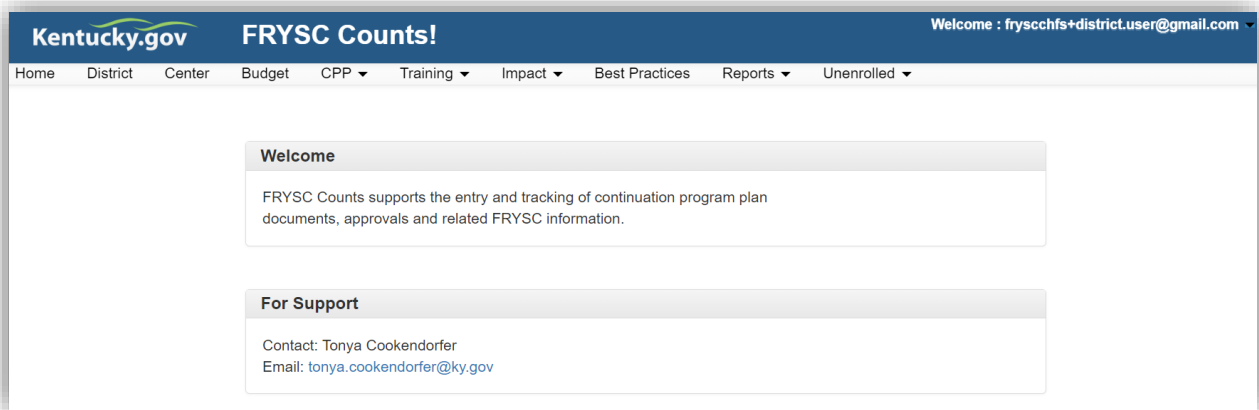 Kentucky.gov FRYSC Counts! Welcome : fryscchfs+district.user@gmail.com
Home District Center Budget CPP Training Impact Best Practices Reports Unenrolled
Welcome
FRYSC Counts supports the entry and tracking of continuation program plan
documents, approvals and related FRYSC information.
For Support
Contact: Tonya Cookendorfer
Email: tonya.cookendorfer@ky.gov